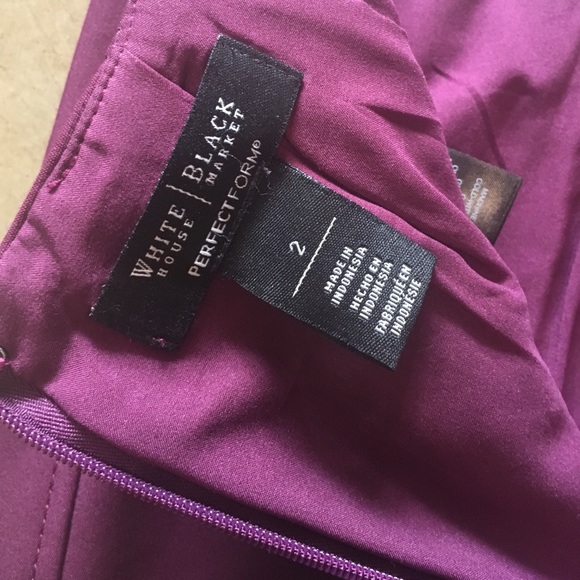 WHITE | BLACK
HOUSE | MARKET
PERFECTFORM®
2
MADE IN
INDONESIA
HECHO EN
INDONESIA
FABRIQUÉ EN
INDONÉSIE